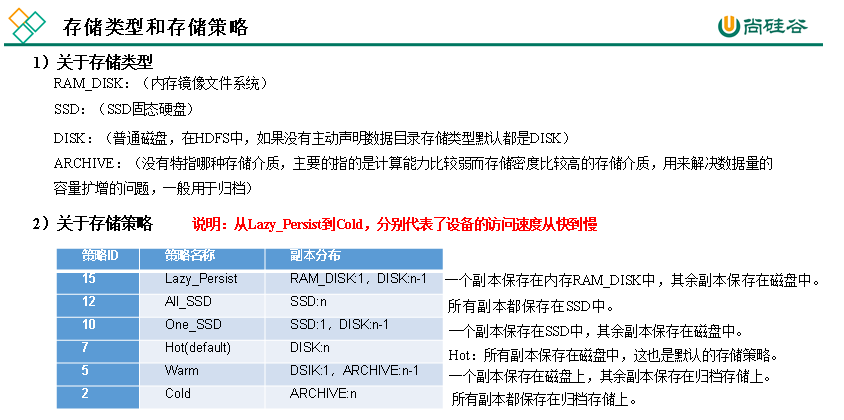 存储类型和存储策略
尚硅谷
1）关于存储类型
RAM_DISK：（内存镜像文件系统）
SSD：（SSD固态硬盘）
DISK：（普通磁盘，在HDFS中，如果没有主动声明数据目录存储类型默认都是DISK）
ARCHIVE：（没有特指哪种存储介质，主要的指的是计算能力比较弱而存储密度比较高的存储介质，用来解决数据量的
容量扩增的问题，一般用于归档）
2）关于存储策略 说明：从Lazy_Persist到Cold，分别代表了设备的访问速度从快到慢
策略ID 策略名称 副本分布
15 Lazy_Persist RAM_DISK:1，DISK:n-1 一个副本保存在内存RAM_DISK中，其余副本保存在磁盘中。
12 All_SSD SSD:n 所有副本都保存在SSD中。
10 One_SSD SSD:1，DISK:n-1 一个副本保存在SSD中，其余副本保存在磁盘中。
7 Hot(default) DISK:n Hot：所有副本保存在磁盘中，这也是默认的存储策略。
5 Warm DSIK:1，ARCHIVE:n-1 一个副本保存在磁盘上，其余副本保存在归档存储上。
2 Cold ARCHIVE:n 所有副本都保存在归档存储上。